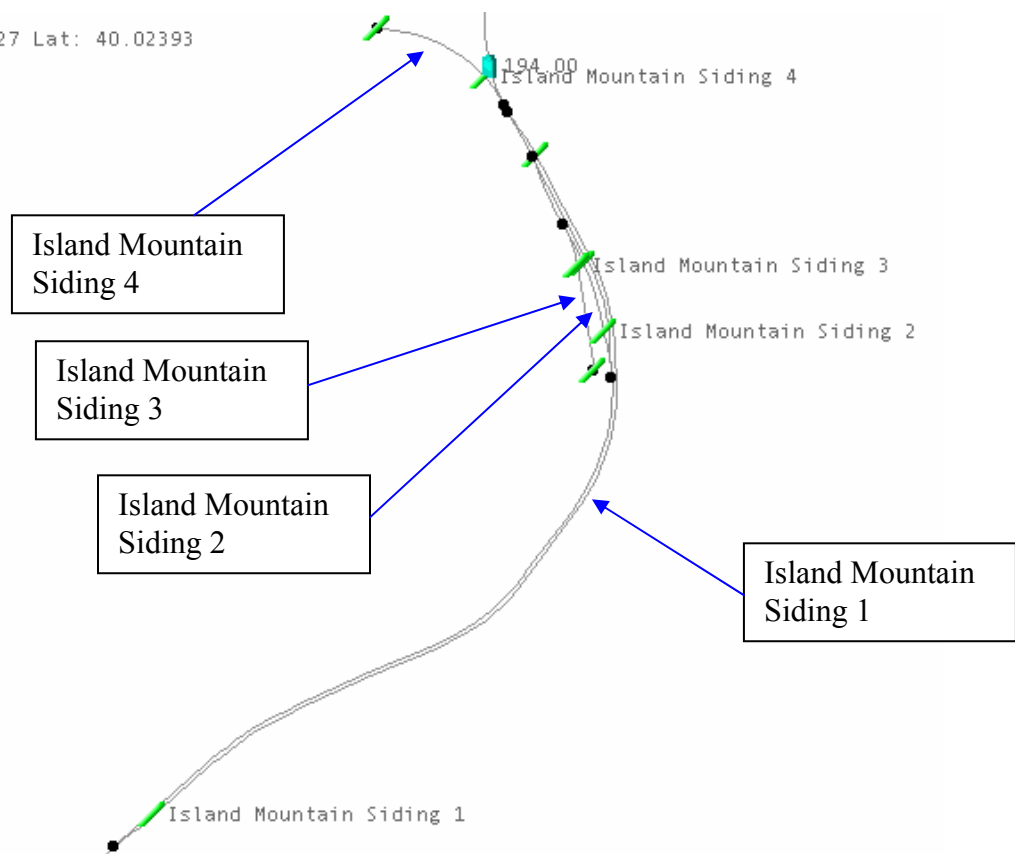 27 Lat: 40.02393
194.00
Island Mountain Siding 4
Island Mountain
Siding 4
Island Mountain Siding 3
Island Mountain Siding 2
Island Mountain
Siding 3
Island Mountain
Siding 2
Island Mountain
Siding 1
Island Mountain Siding 1